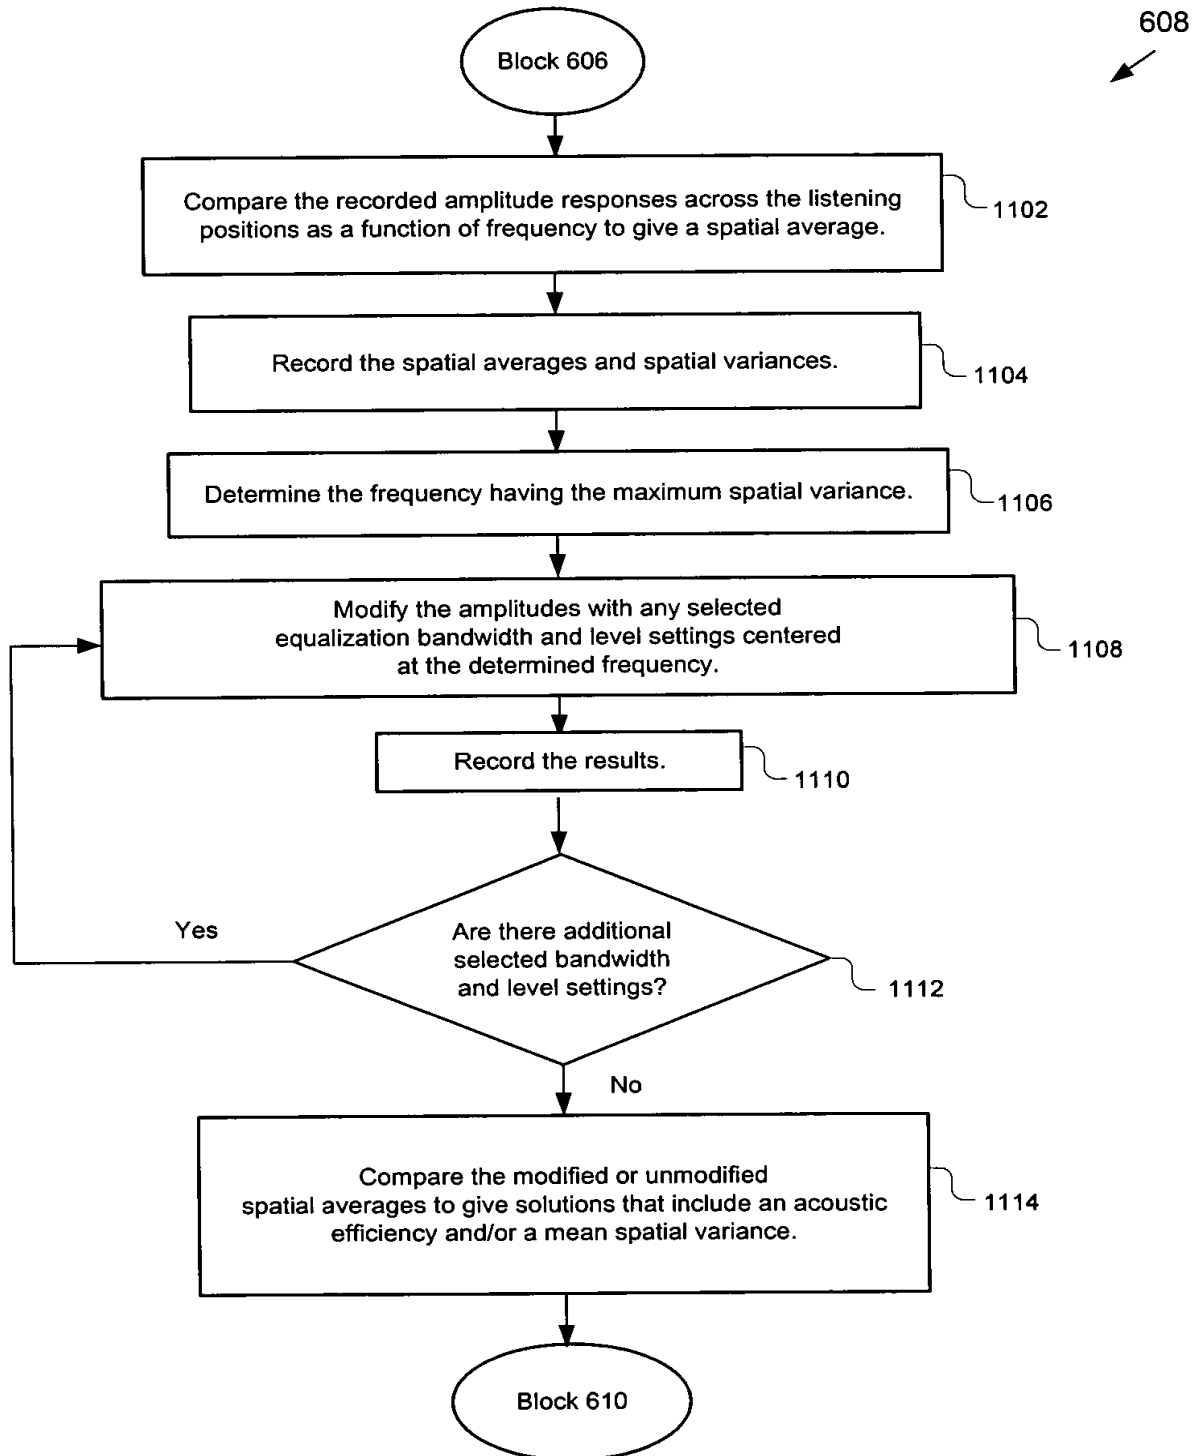 608
Block 606
Compare the recorded amplitude responses across the listening
positions as a function of frequency to give a spatial average.
1102
Record the spatial averages and spatial variances.
1104
Determine the frequency having the maximum spatial variance.
1106
Modify the amplitudes with any selected
equalization bandwidth and level settings centered
at the determined frequency.
1108
Record the results.
1110
Yes
Are there additional
selected bandwidth
and level settings?
1112
No
Compare the modified or unmodified
spatial averages to give solutions that include an acoustic
efficiency and/or a mean spatial variance.
1114
Block 610